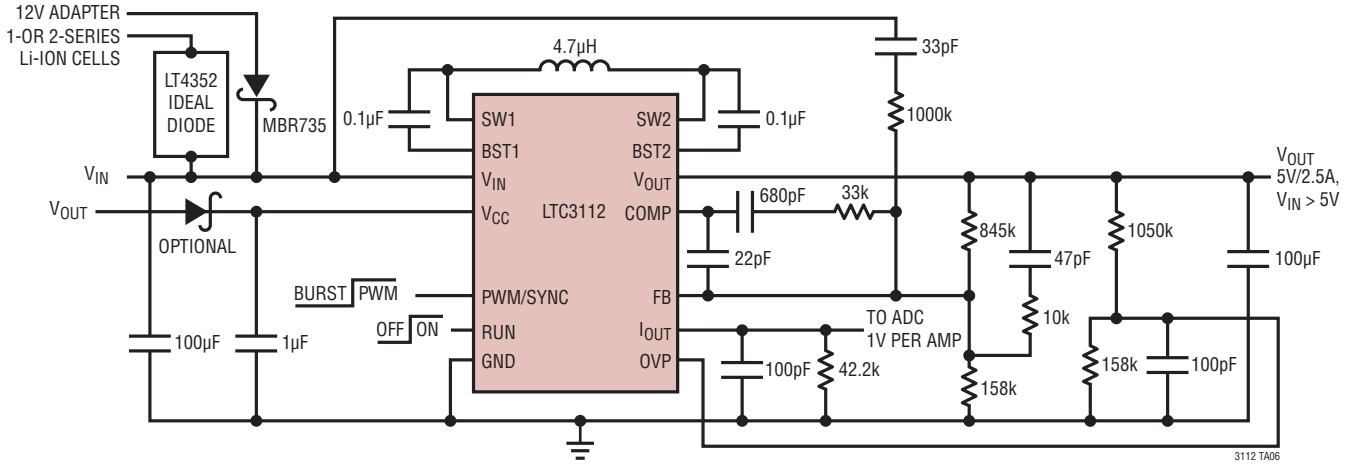 12V ADAPTER
1-OR 2-SERIES
Li-ION CELLS
LT4352
IDEAL
DIODE
MBR735
4.7µH
0.1µF
0.1µF
33pF
1000k
SW1
BST1
VIN
VCC
PWM/SYNC
RUN
GND
LTC3112
SW2
BST2
VOUT
COMP
FB
IOUT
OVP
VIN
VOUT
OPTIONAL
BURST PWM
OFF ON
100µF
1µF
680pF
33k
22pF
845k
47pF
10k
1050k
100µF
VOUT
5V/2.5A,
VIN > 5V
TO ADC
1V PER AMP
100pF
42.2k
158k
158k
100pF
3112 TA06